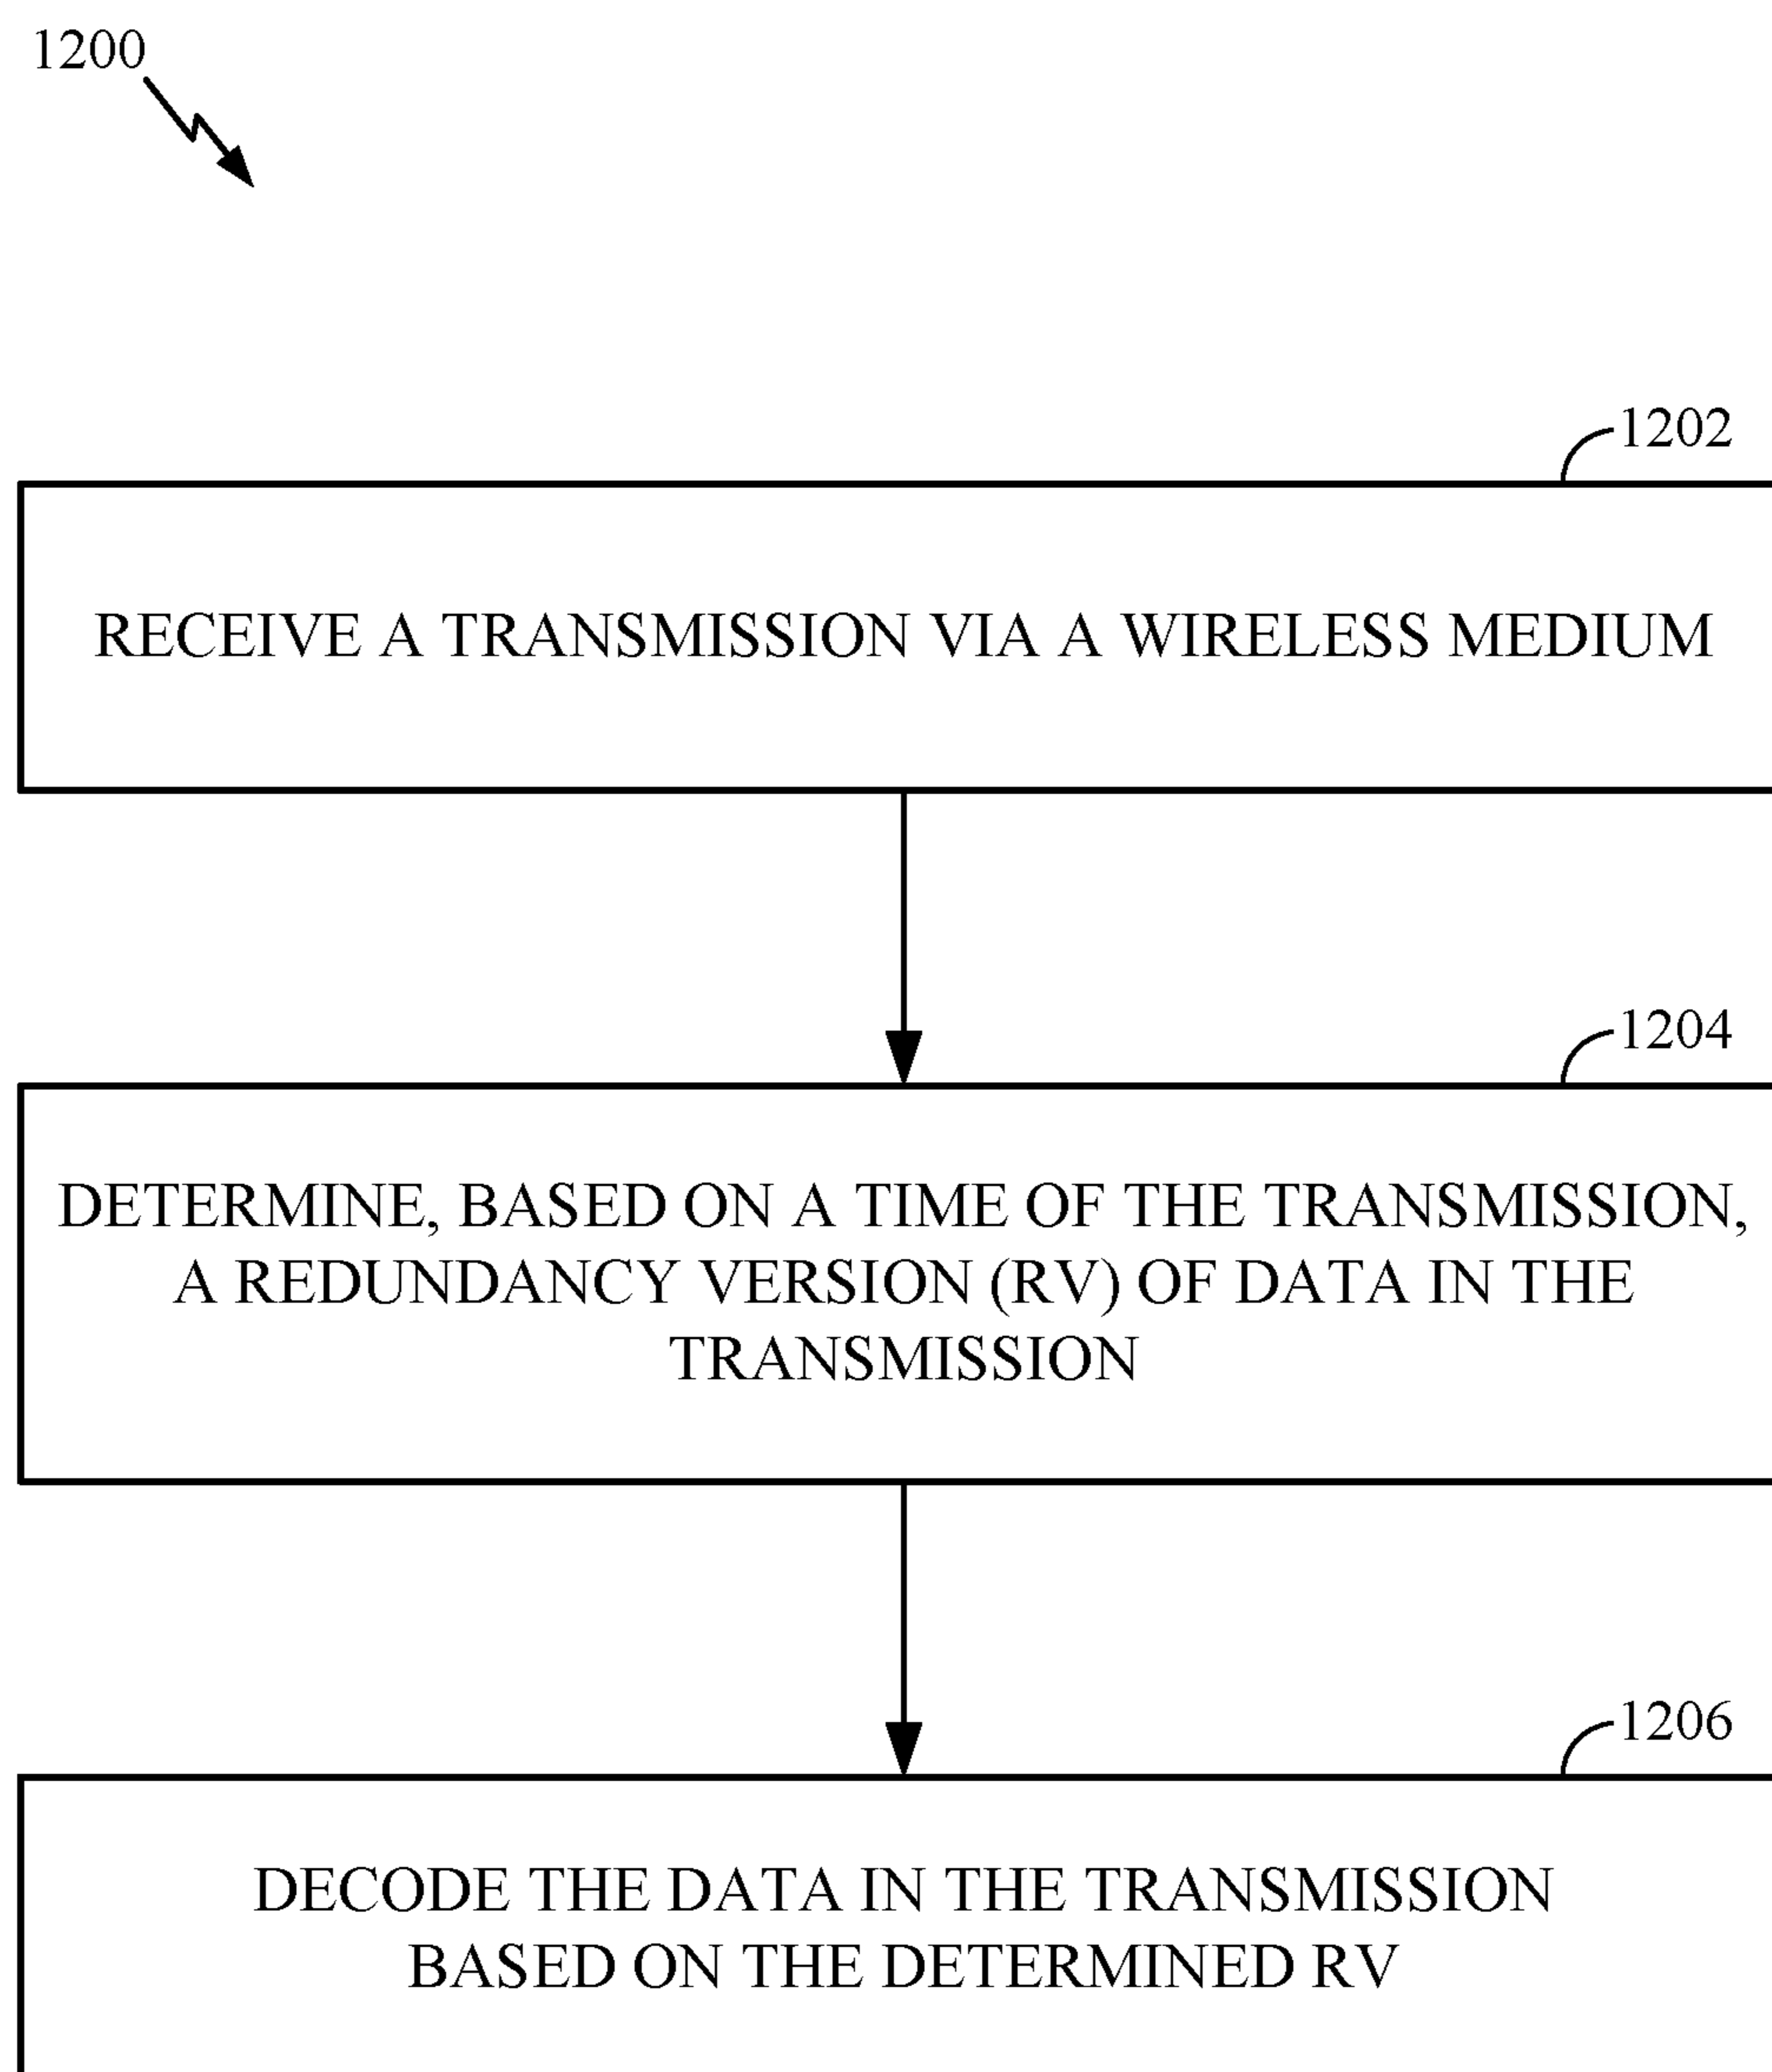 1200
1202
RECEIVE A TRANSMISSION VIA A WIRELESS MEDIUM
1204
DETERMINE, BASED ON A TIME OF THE TRANSMISSION,
A REDUNDANCY VERSION (RV) OF DATA IN THE
TRANSMISSION
1206
DECODE THE DATA IN THE TRANSMISSION
BASED ON THE DETERMINED RV